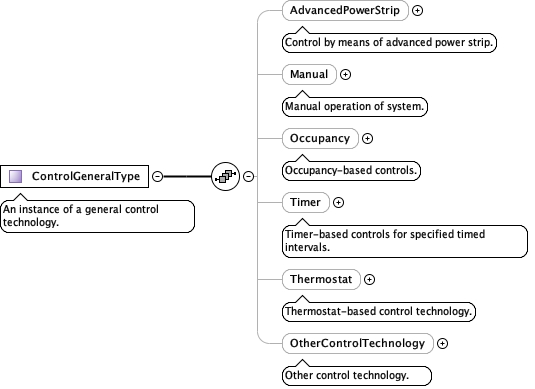 AdvancedPowerStrip
Control by means of advanced power strip.
Manual
Manual operation of system.
Occupancy
Occupancy-based controls.
ControlGeneralType
An instance of a general control
technology.
Timer
Timer-based controls for specified timed
intervals.
Thermostat
Thermostat-based control technology.
OtherControlTechnology
Other control technology.